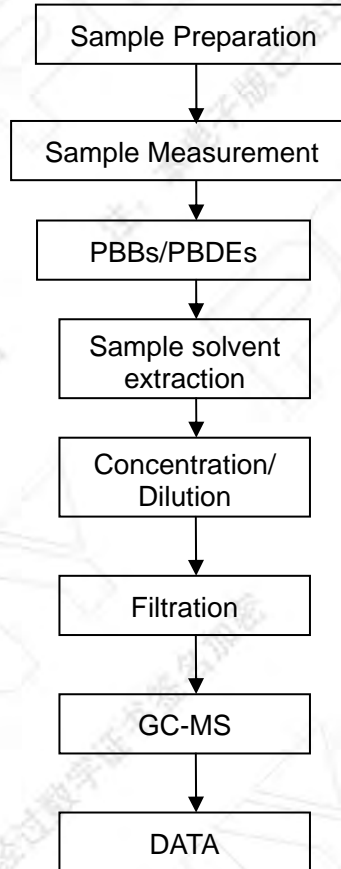 Sample Preparation
Sample Measurement
PBBs/PBDEs
Sample solvent
extraction
Concentration/
Dilution
Filtration
GC-MS
DATA